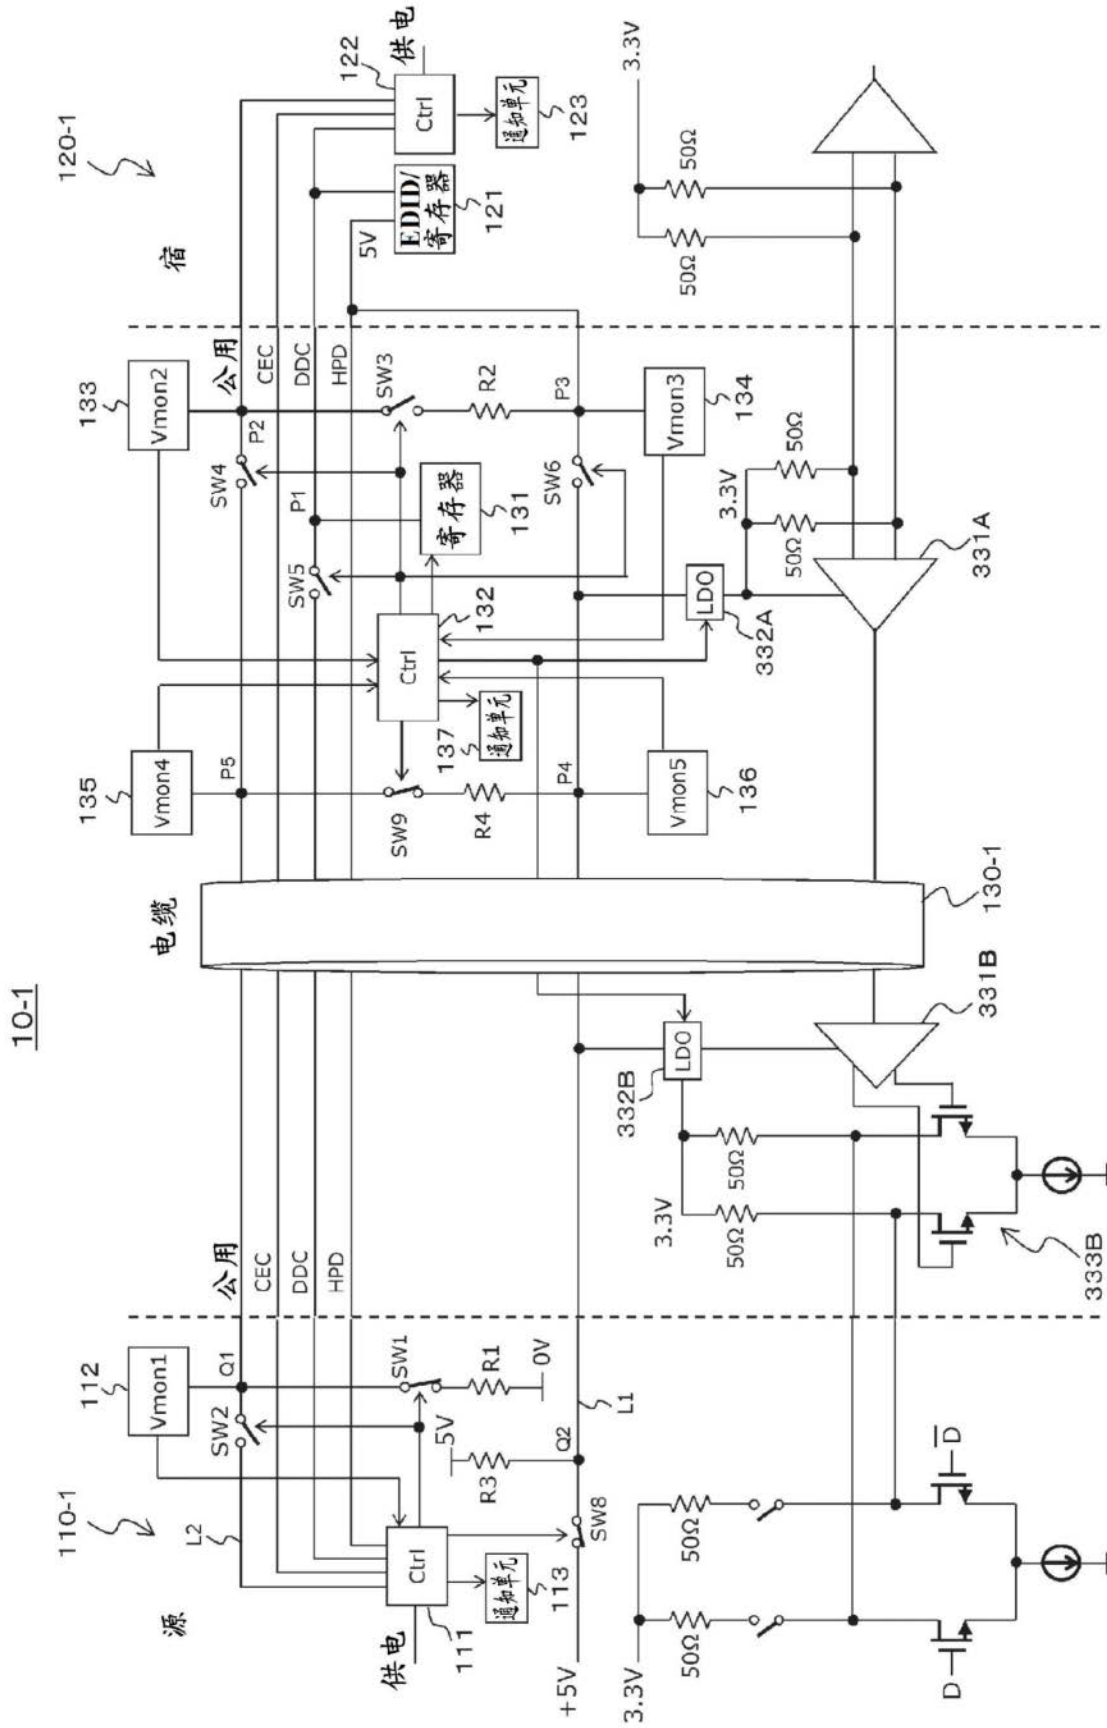 10-1
110-1
源
电缆
宿
120-1
112
Vmon1
135
Vmon4
133
Vmon2
L2
SW2
Q1
公用
P5
SW4
P2
公用
CEC
CEC
DDC
SW5
P1
DDC
HPD
HPD
供电
111
Ctrl
SW1
SW9
Ctrl
132
SW3
5V
EDID/
寄存器
121
Ctrl
122
供电
通知单元
113
5V
R3
R1
0V
R4
通知单元
137
寄存器
131
R2
通知单元
123
+5V
SW8
Q2
L1
P4
SW6
P3
332B
LDO
Vmon5
136
LDO
332A
Vmon3
134
3.3V
50Ω
50Ω
3.3V
50Ω
50Ω
3.3V
50Ω
50Ω
3.3V
50Ω
50Ω
331B
130-1
331A
D
D̅
333B